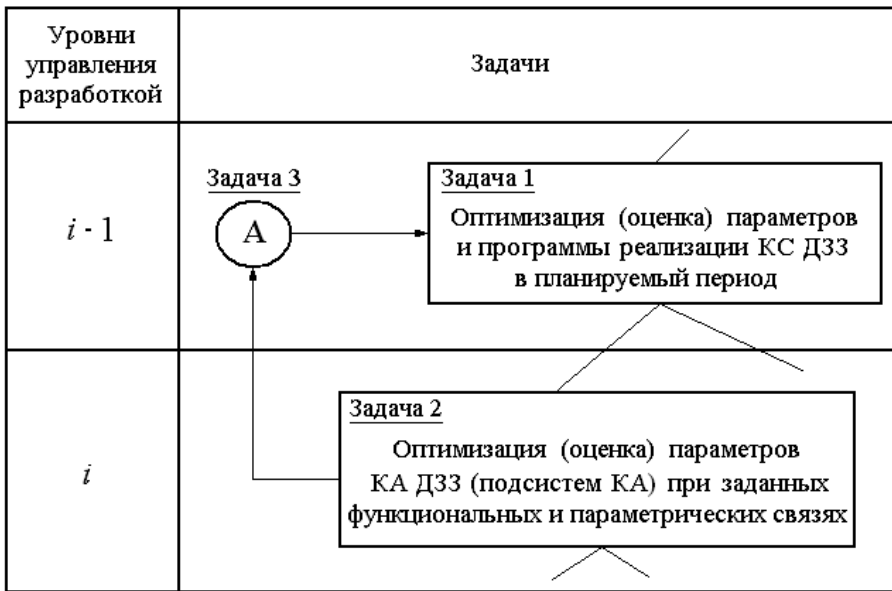 Уровни
управления
разработкой
Задачи
i - 1
Задача 3
А
Задача 1
Оптимизация (оценка) параметров
и программы реализации КС ДЗЗ
в планируемый период
i
Задача 2
Оптимизация (оценка) параметров
КА ДЗЗ (подсистем КА) при заданных
функциональных и параметрических связях